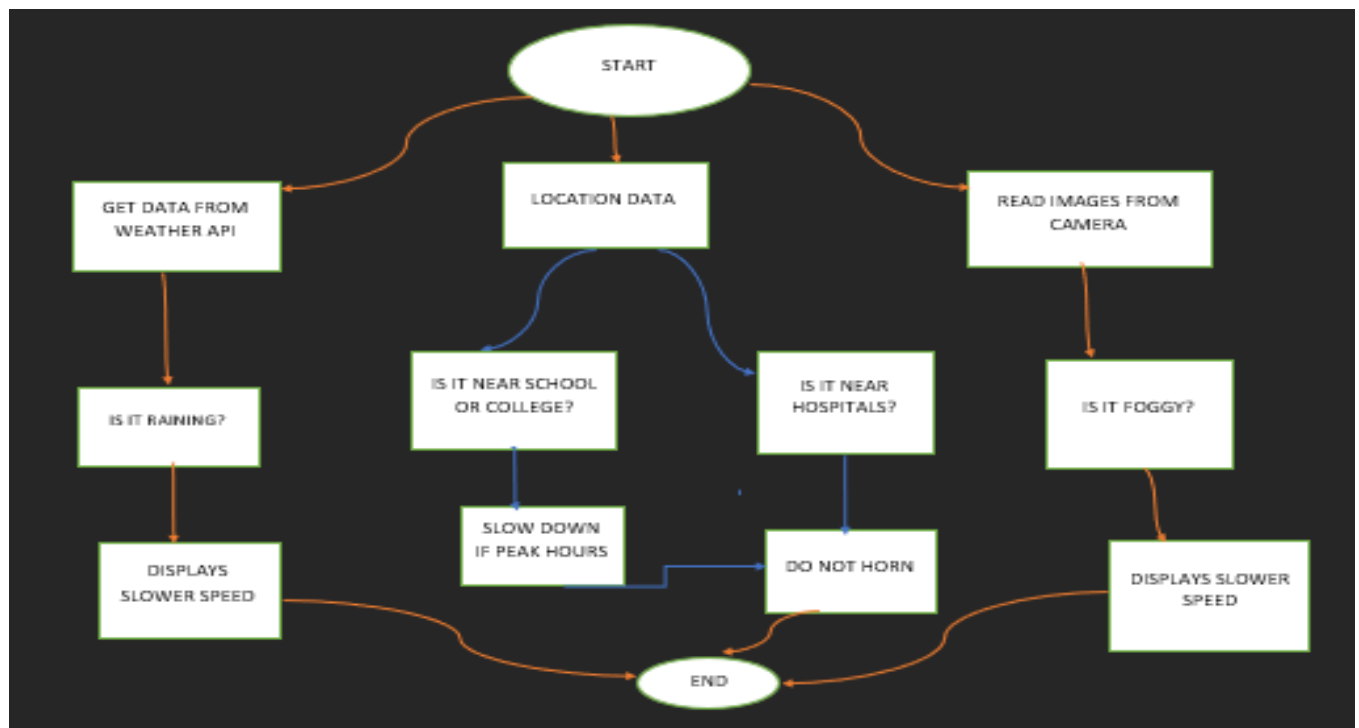 START
GET DATA FROM
WEATHER API
LOCATION DATA
READ IMAGES FROM
CAMERA
IS IT RAINING?
IS IT NEAR SCHOOL
OR COLLEGE?
IS IT NEAR
HOSPITALS?
IS IT FOGGY?
DISPLAYS
SLOWER SPEED
SLOW DOWN
IF PEAK HOURS
DO NOT HORN
DISPLAYS SLOWER
SPEED
END